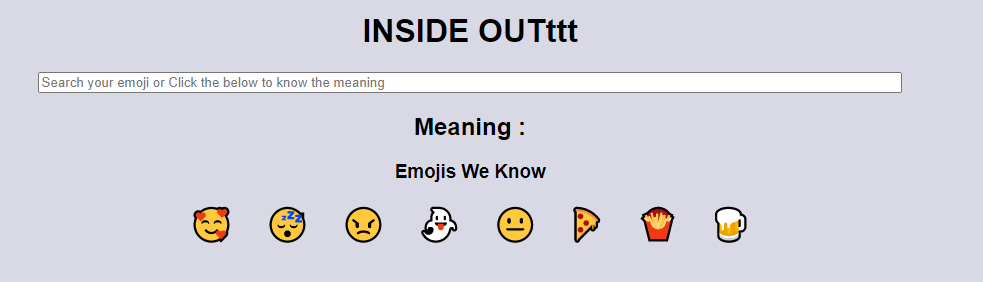 INSIDE OUTttt
Search your emoji or Click the below to know the meaning
Meaning :
Emojis We Know